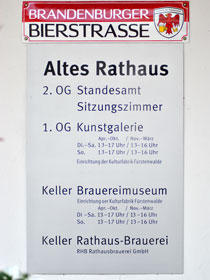 BRANDENBURGER
BIERSTRASSE
Altes Rathaus
2. OG Standesamt
Sitzungszimmer
1. OG Kunstgalerie
Apr.-Okt. / Nov.-März
Di.-Sa. 13-17 Uhr / 13-16 Uhr
So. 13-17 Uhr / 13-16 Uhr
Einrichtung der Kulturfabrik Fürstenwalde
Keller Brauereimuseum
Einrichtung der Kulturfabrik Fürstenwalde
Apr.-Okt. / Nov.-März
Di - Sa 13-17 Uhr / 13-16 Uhr
So. 13-17 Uhr / 13-16 Uhr
Keller Rathaus-Brauerei
RHB Rathausbrauerei GmbH